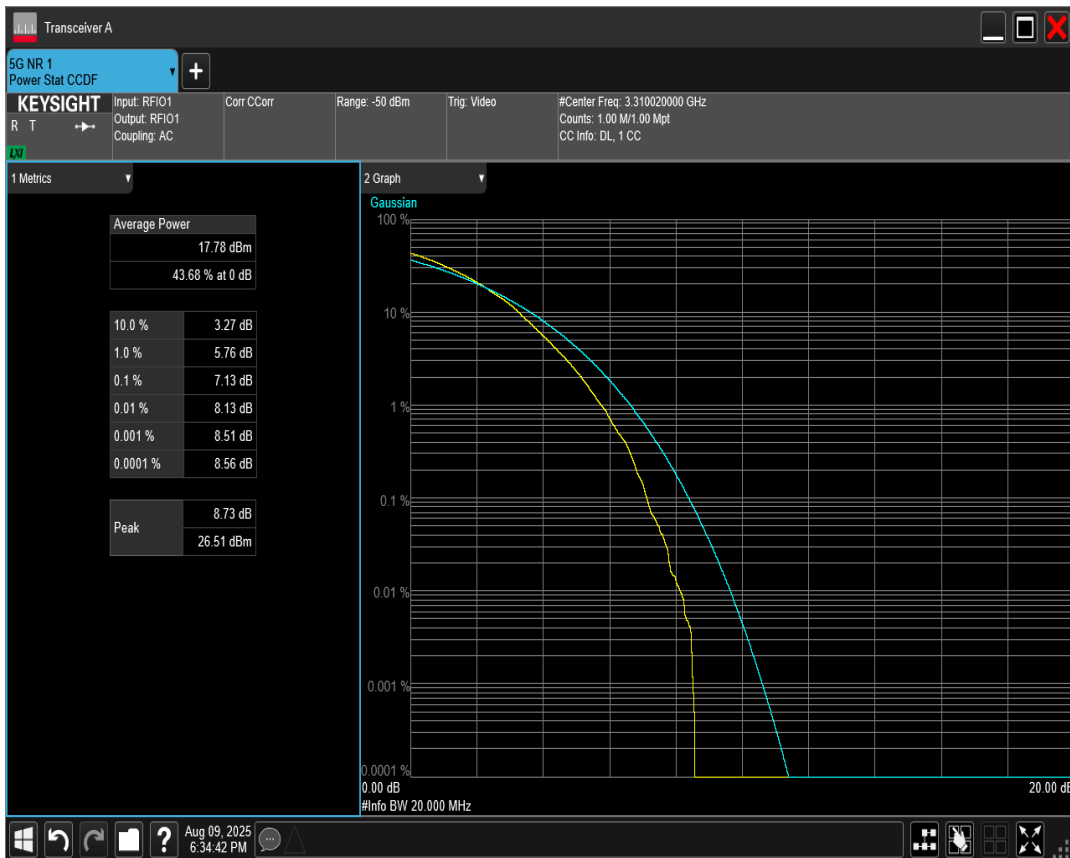 Transceiver A
5G NR 1
Power Stat CCDF
+
KEYSIGHT
R T
LXI
Input: RFIO1
Output: RFIO1
Coupling: AC
Corr CCorr
Range: -50 dBm
Trig: Video
#Center Freq: 3.310020000 GHz
Counts: 1.00 M/1.00 Mpt
CC Info: DL, 1 CC
1 Metrics
Average Power
17.78 dBm
43.68 % at 0 dB
10.0 % 3.27 dB
1.0 % 5.76 dB
0.1 % 7.13 dB
0.01 % 8.13 dB
0.001 % 8.51 dB
0.0001 % 8.56 dB
Peak
8.73 dB
26.51 dBm
2 Graph
Gaussian
100 %
10 %
1 %
0.1 %
0.01 %
0.001 %
0.0001 %
0.00 dB 20.00 dB
#Info BW 20.000 MHz
?
Aug 09, 2025
6:34:42 PM